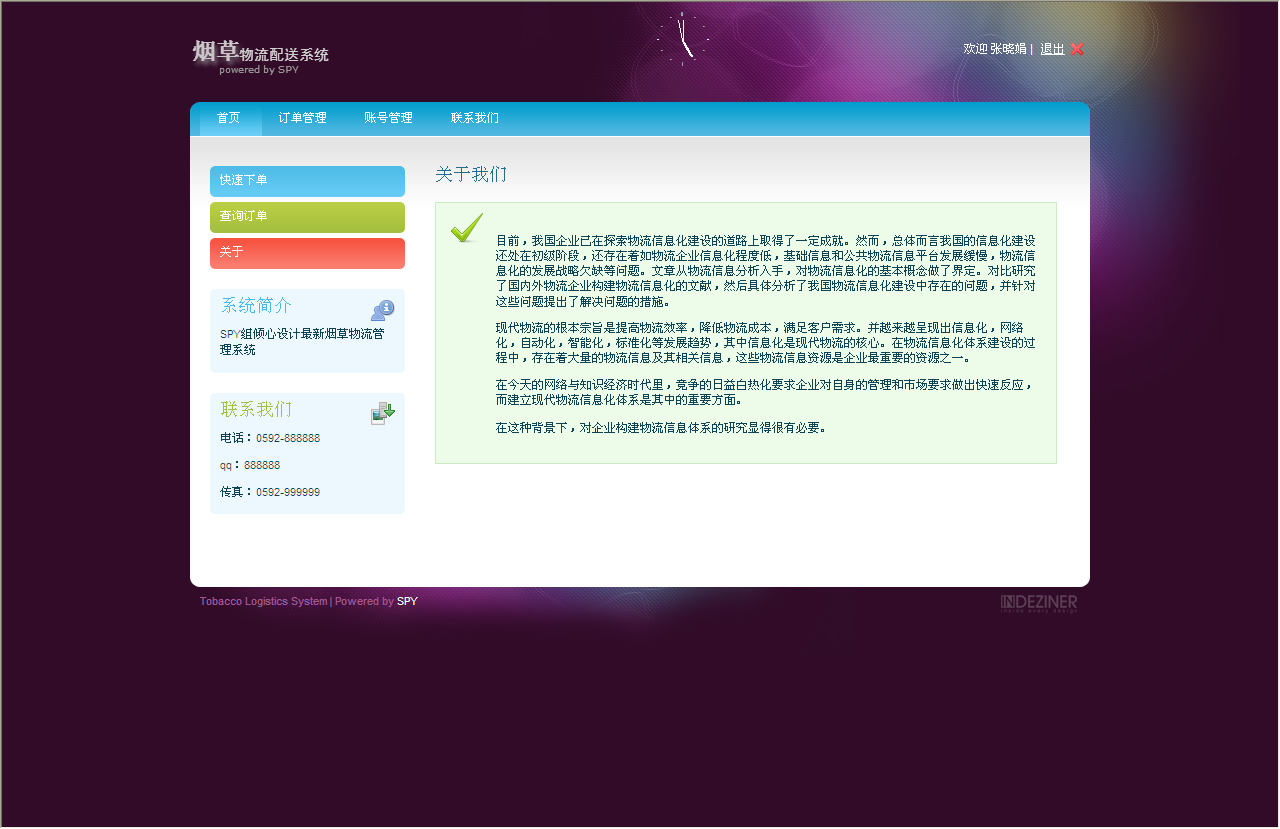 烟草物流配送系统
powered by SPY
欢迎 张晓娟 | 退出
首页 订单管理 账号管理 联系我们
快速下单
查询订单
关于
系统简介
SPY组倾心设计最新烟草物流管
理系统
联系我们
电话：0592-888888
qq：888888
传真：0592-999999
关于我们
目前，我国企业已在探索物流信息化建设的道路上取得了一定成就。然而，总体而言我国的信息化建设
还处在初级阶段，还存在着如物流企业信息化程度低，基础信息和公共物流信息平台发展缓慢，物流信
息化的发展战略欠缺等问题。文章从物流信息分析入手，对物流信息化的基本概念做了界定。对比研究
了国内外物流企业构建物流信息化的文献，然后具体分析了我国物流信息化建设中存在的问题，并针对
这些问题提出了解决问题的措施。
现代物流的根本宗旨是提高物流效率，降低物流成本，满足客户需求。并越来越呈现出信息化，网络
化，自动化，智能化，标准化等发展趋势，其中信息化是现代物流的核心。在物流信息化体系建设的过
程中，存在着大量的物流信息及其相关信息，这些物流信息资源是企业最重要的资源之一。
在今天的网络与知识经济时代里，竞争的日益白热化要求企业对自身的管理和市场要求做出快速反应，
而建立现代物流信息化体系是其中的重要方面。
在这种背景下，对企业构建物流信息体系的研究显得很有必要。
Tobacco Logistics System | Powered by SPY
INDEZINER
inside every design